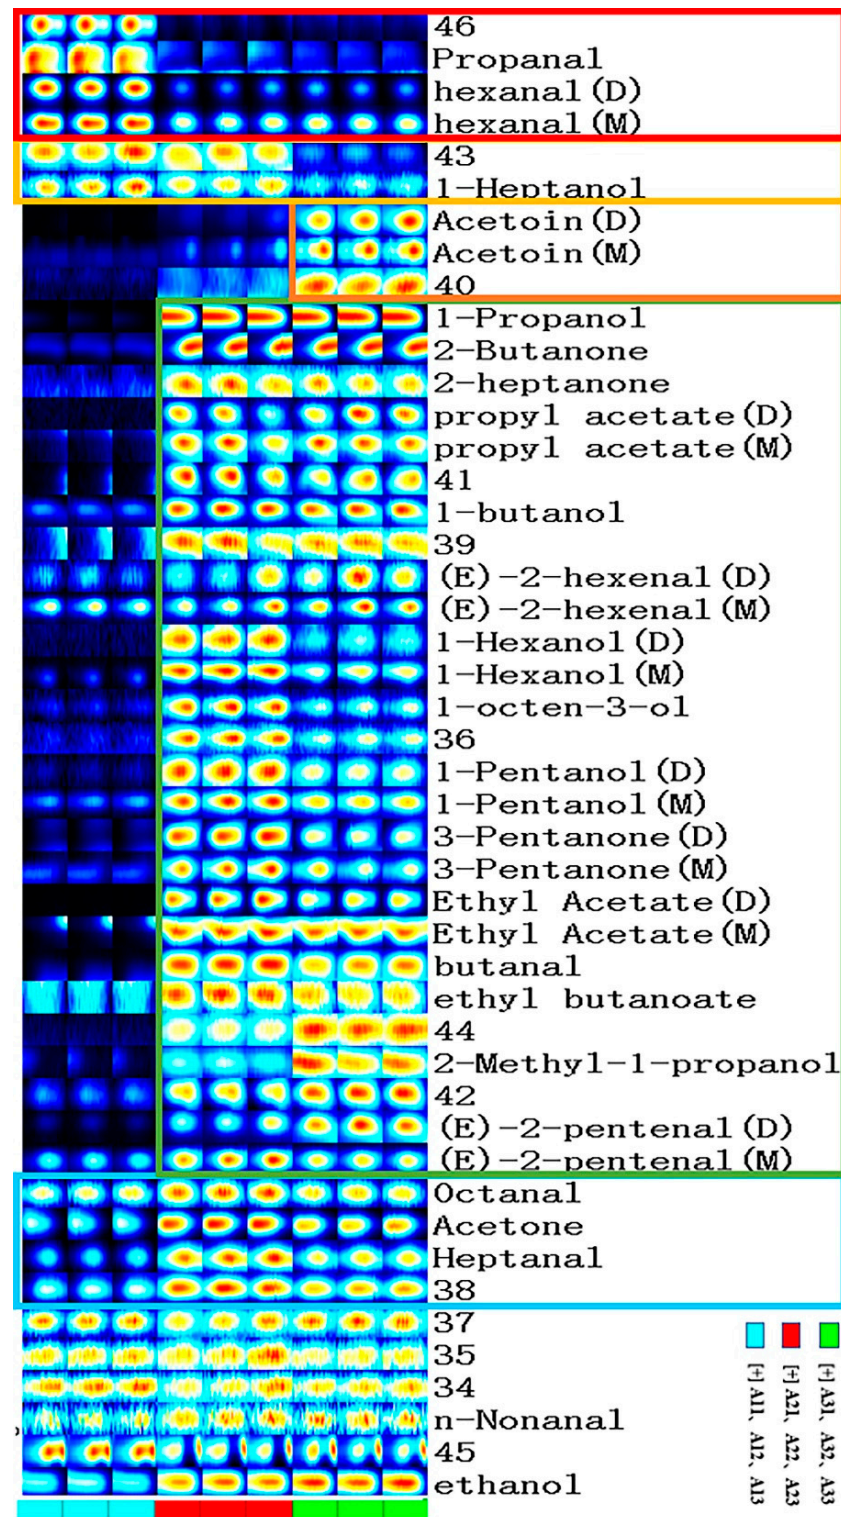 46
Propanal
hexanal(D)
hexanal(M)
43
1-Heptanol
Acetoin(D)
Acetoin(M)
40
1-Propanol
2-Butanone
2-heptanone
propyl acetate(D)
propyl acetate(M)
41
1-butanol
39
(E)-2-hexenal(D)
(E)-2-hexenal(M)
1-Hexanol(D)
1-Hexanol(M)
1-octen-3-ol
36
1-Pentanol(D)
1-Pentanol(M)
3-Pentanone(D)
3-Pentanone(M)
Ethyl Acetate(D)
Ethyl Acetate(M)
butanal
ethyl butanoate
44
2-Methyl-1-propanol
42
(E)-2-pentenal(D)
(E)-2-pentenal(M)
Octanal
Acetone
Heptanal
38
37
35
34
n-Nonanal
45
ethanol
[+] A31、A32、A33
[+] A21、A22、A23
[+] A11、A12、A13